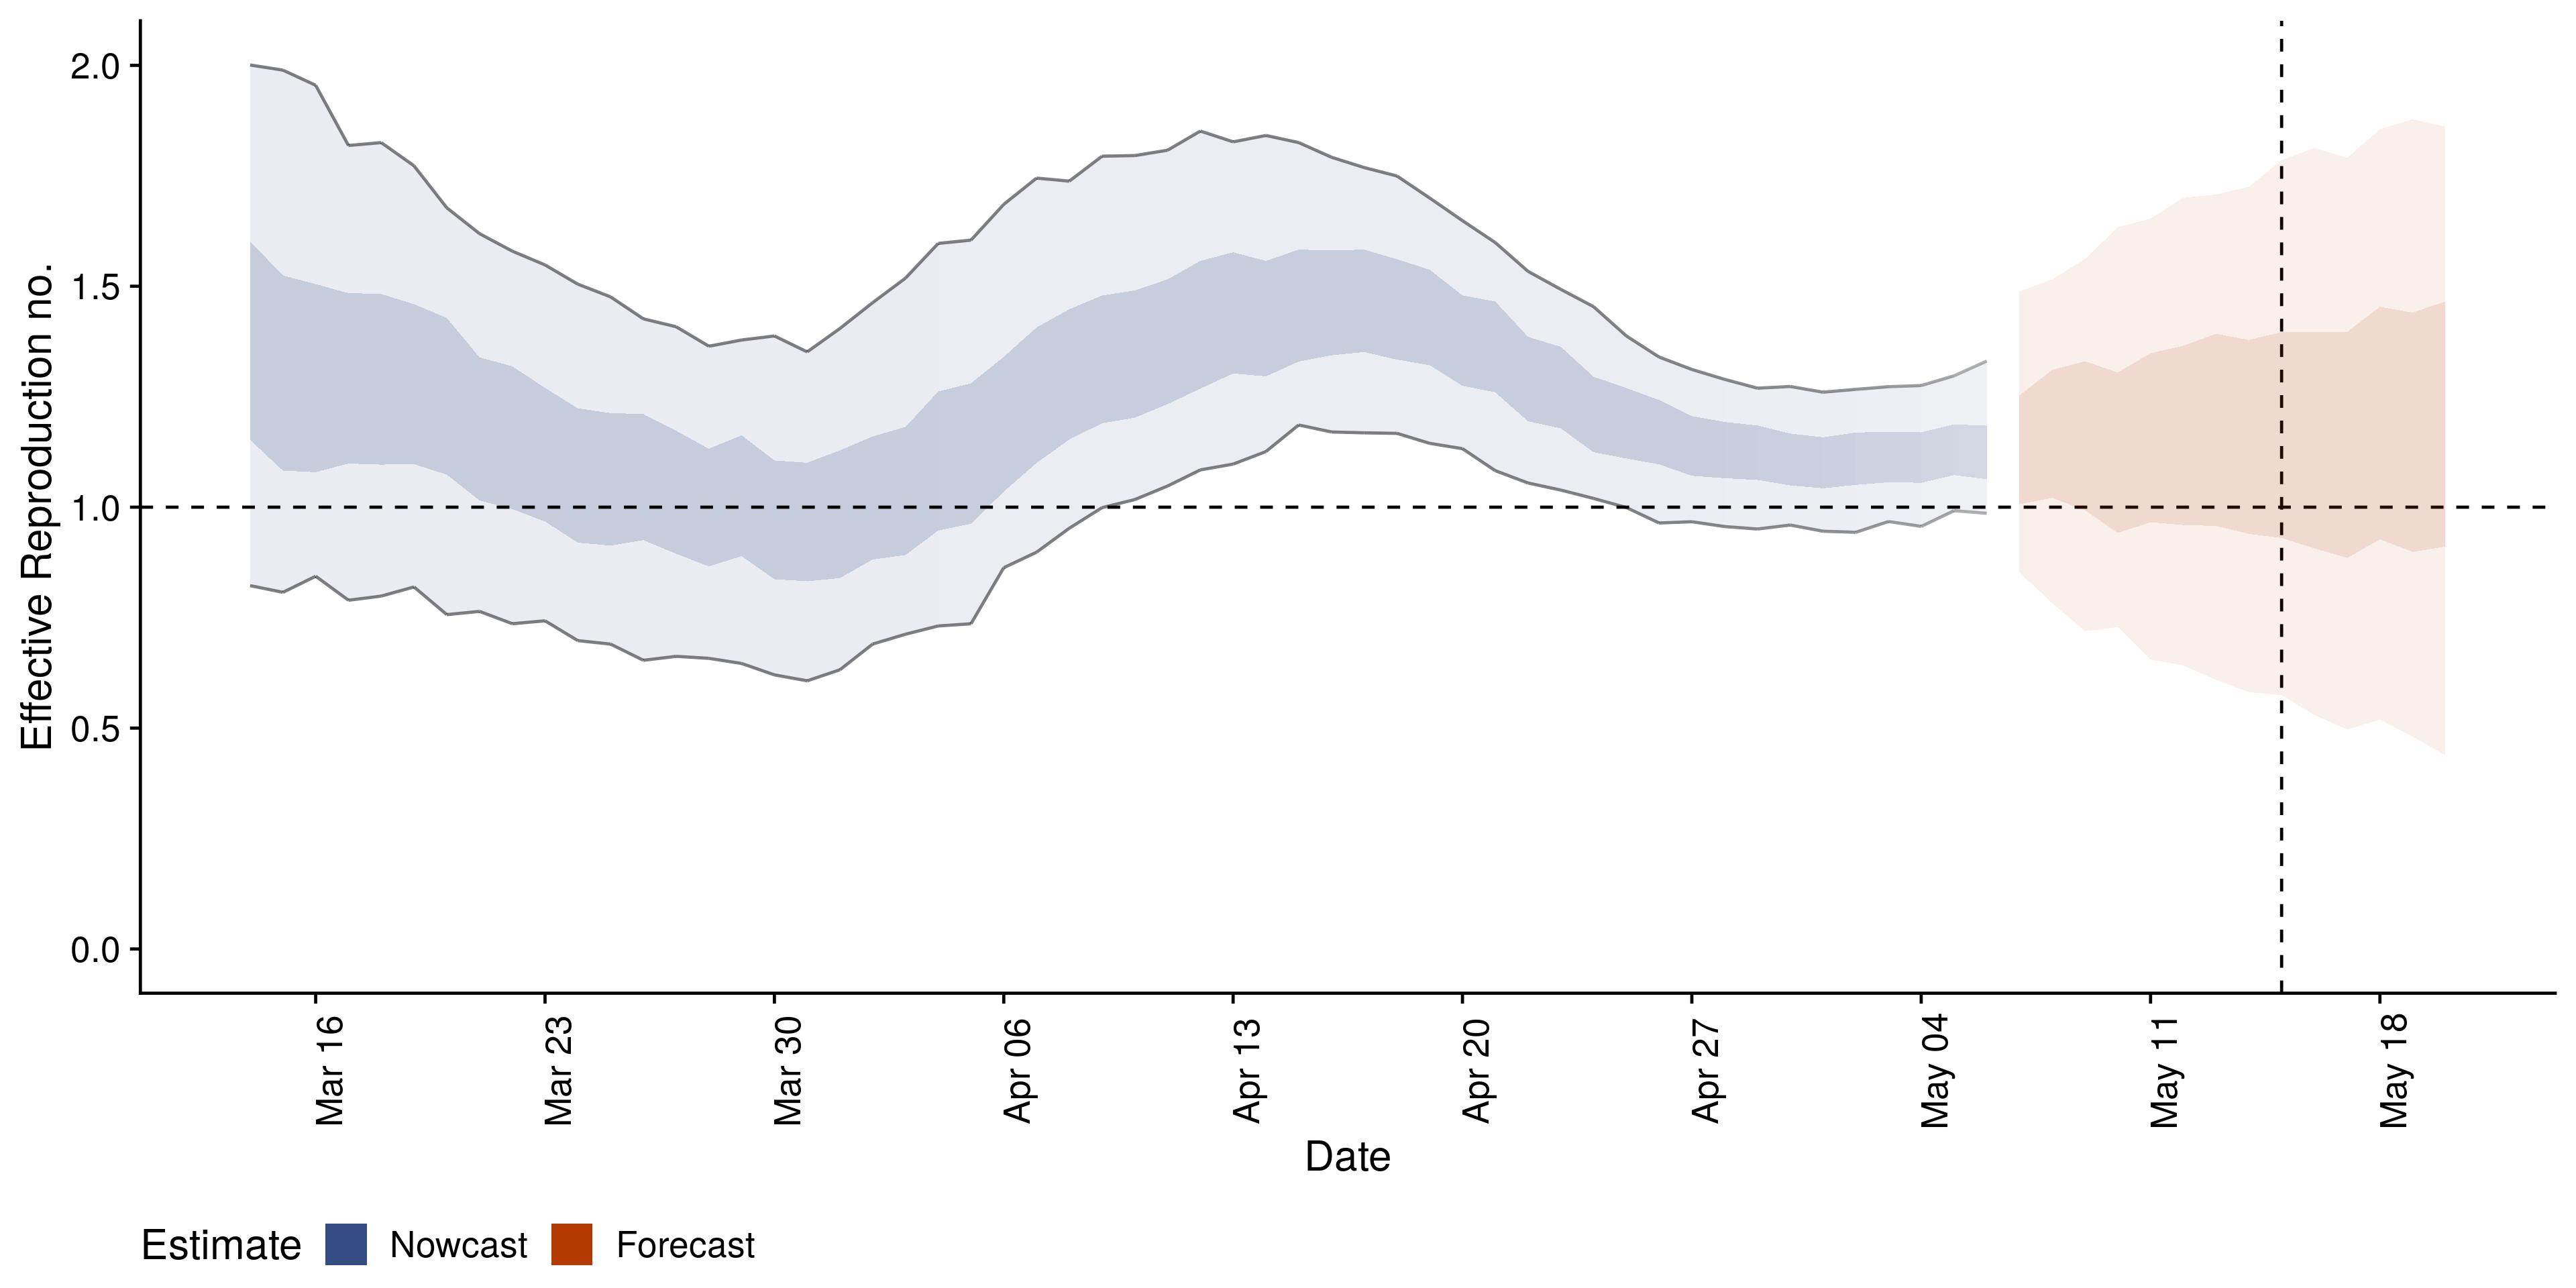 Effective Reproduction no.
2.0
1.5
1.0
0.5
0.0
Mar 16
Mar 23
Mar 30
Apr 06
Apr 13
Apr 20
Apr 27
May 04
May 11
May 18
Date
Estimate Nowcast Forecast